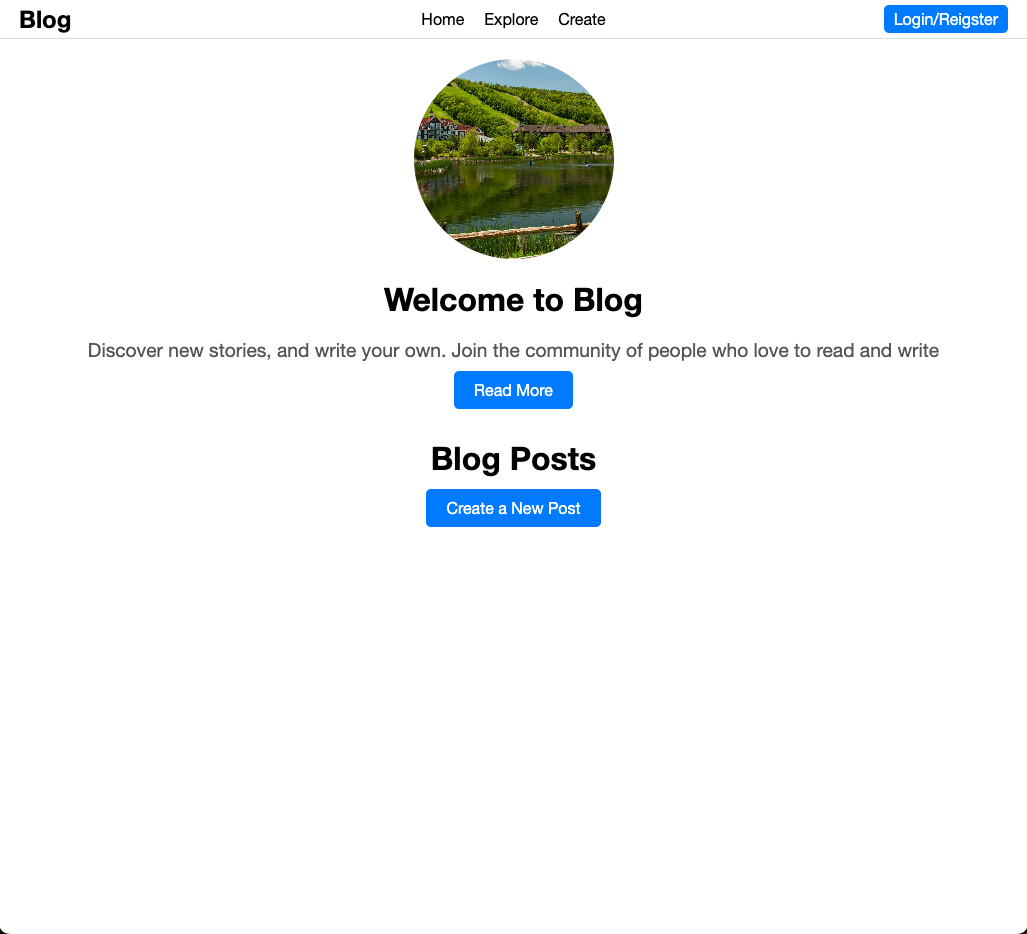 Blog
Home Explore Create
Login/Reigster
Welcome to Blog
Discover new stories, and write your own. Join the community of people who love to read and write
Read More
Blog Posts
Create a New Post